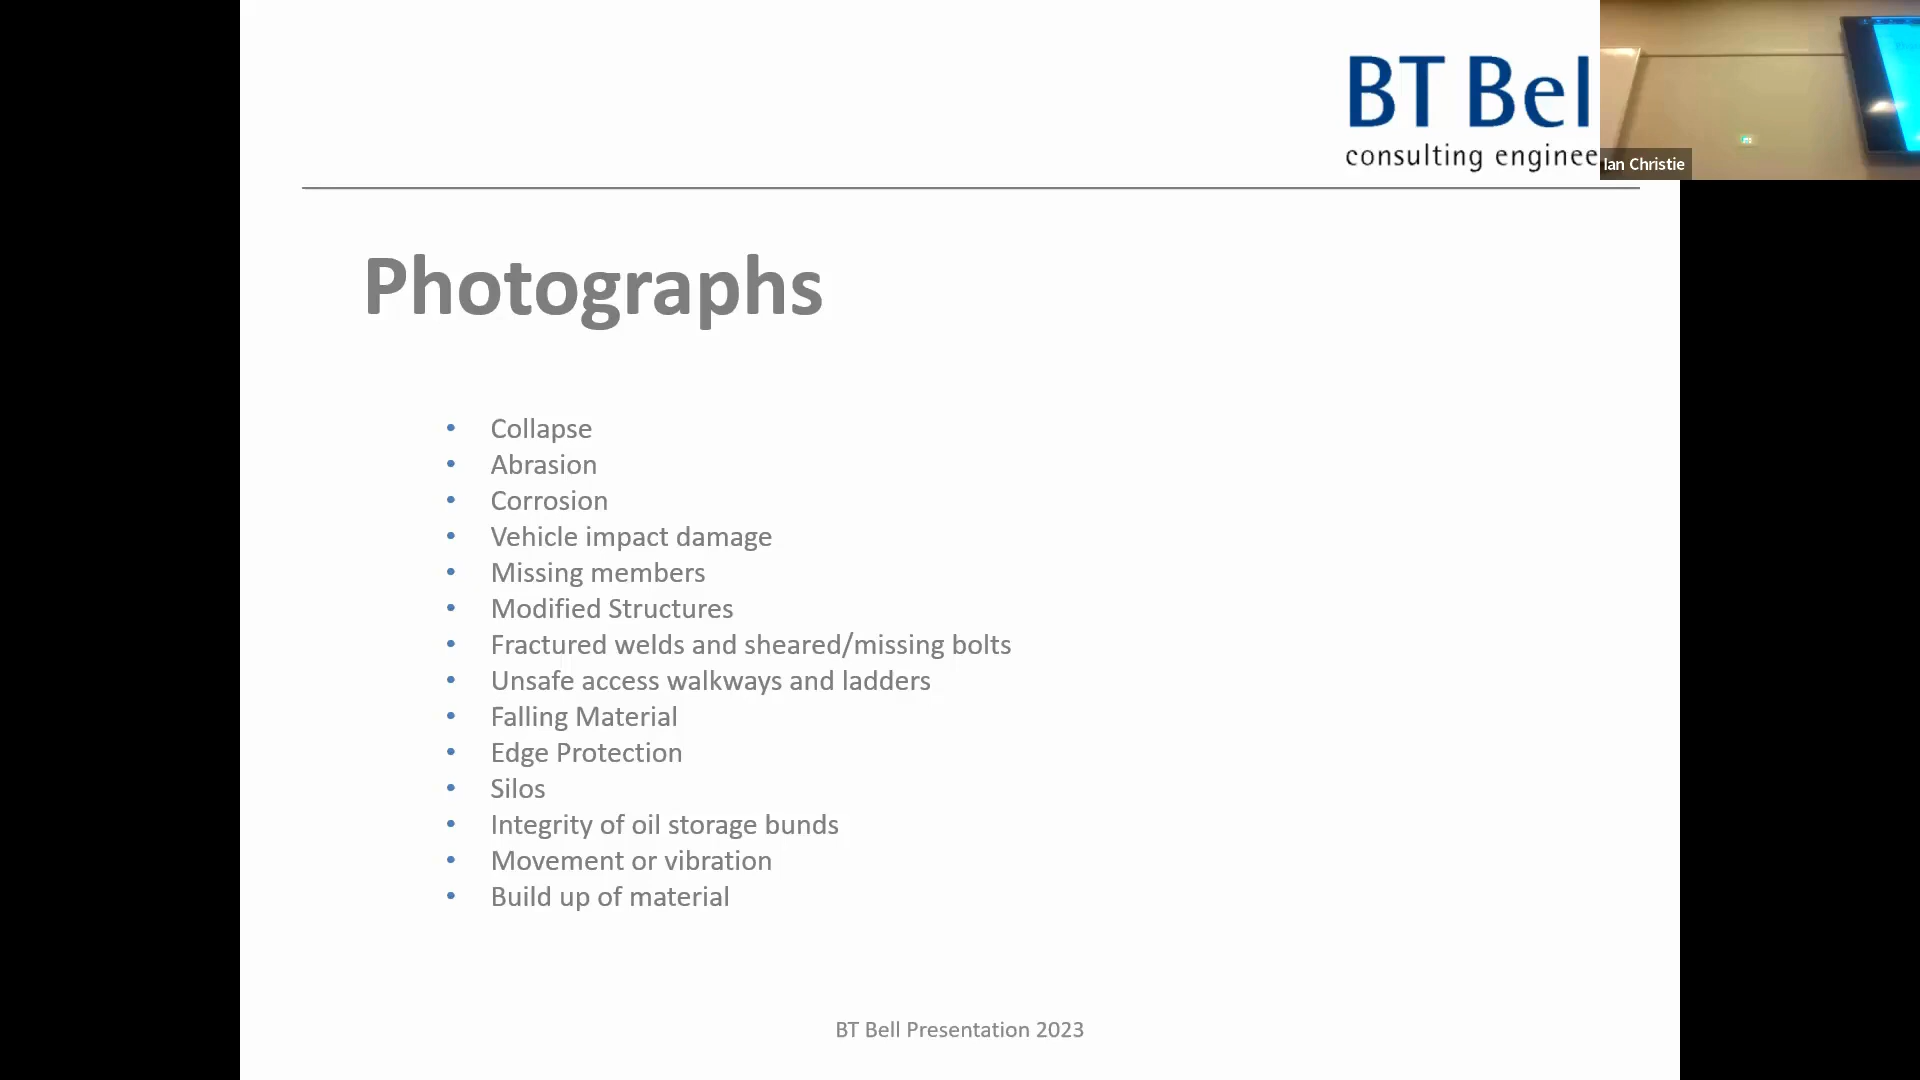 BT Bel
consulting enginee
Ian Christie
Photographs
• Collapse
• Abrasion
• Corrosion
• Vehicle impact damage
• Missing members
• Modified Structures
• Fractured welds and sheared/missing bolts
• Unsafe access walkways and ladders
• Falling Material
• Edge Protection
• Silos
• Integrity of oil storage bunds
• Movement or vibration
• Build up of material
BT Bell Presentation 2023